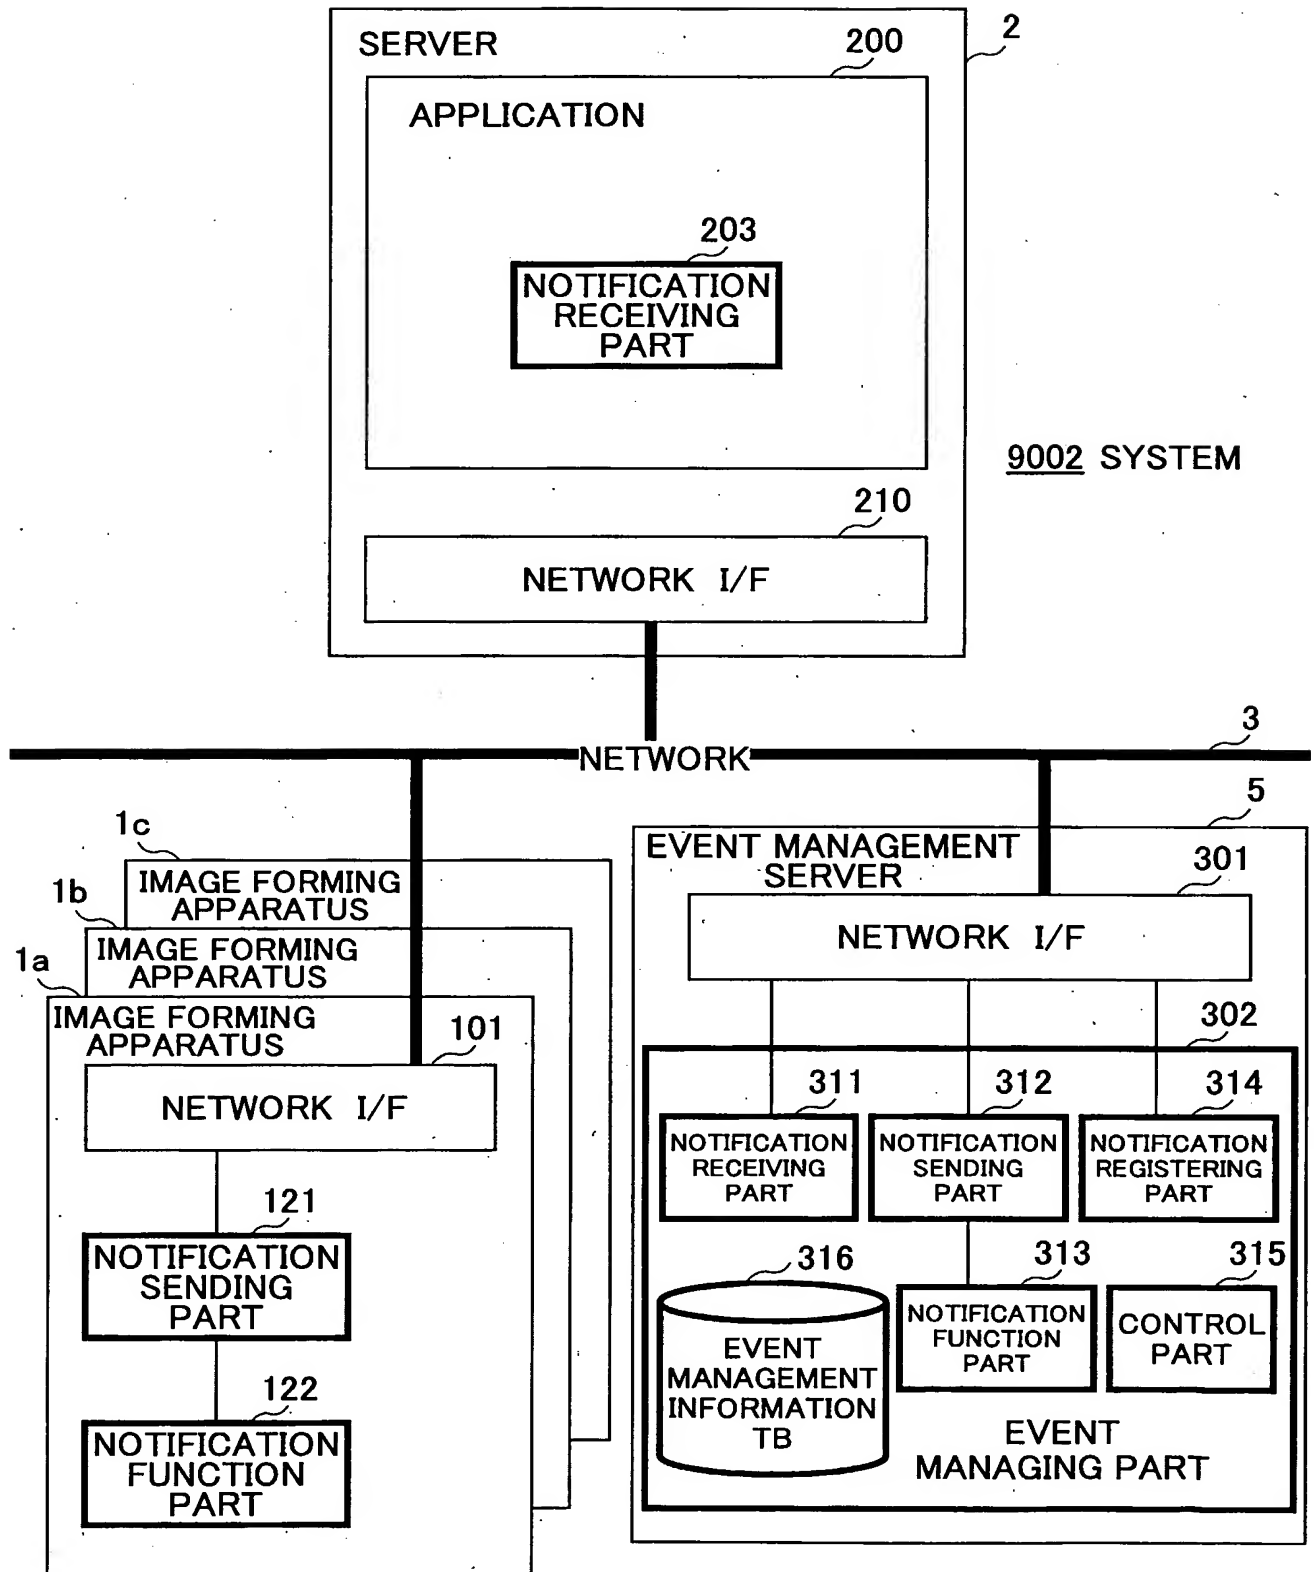 2
SERVER
200
APPLICATION
203
NOTIFICATION
RECEIVING
PART
9002 SYSTEM
210
NETWORK I/F
3
NETWORK
5
1c
IMAGE FORMING
APPARATUS
1b
IMAGE FORMING
APPARATUS
1a
IMAGE FORMING
APPARATUS
101
NETWORK I/F
121
NOTIFICATION
SENDING
PART
122
NOTIFICATION
FUNCTION
PART
EVENT MANAGEMENT
SERVER
301
NETWORK I/F
302
311
NOTIFICATION
RECEIVING
PART
312
NOTIFICATION
SENDING
PART
314
NOTIFICATION
REGISTERING
PART
316
EVENT
MANAGEMENT
INFORMATION
TB
313
NOTIFICATION
FUNCTION
PART
315
CONTROL
PART
EVENT
MANAGING PART